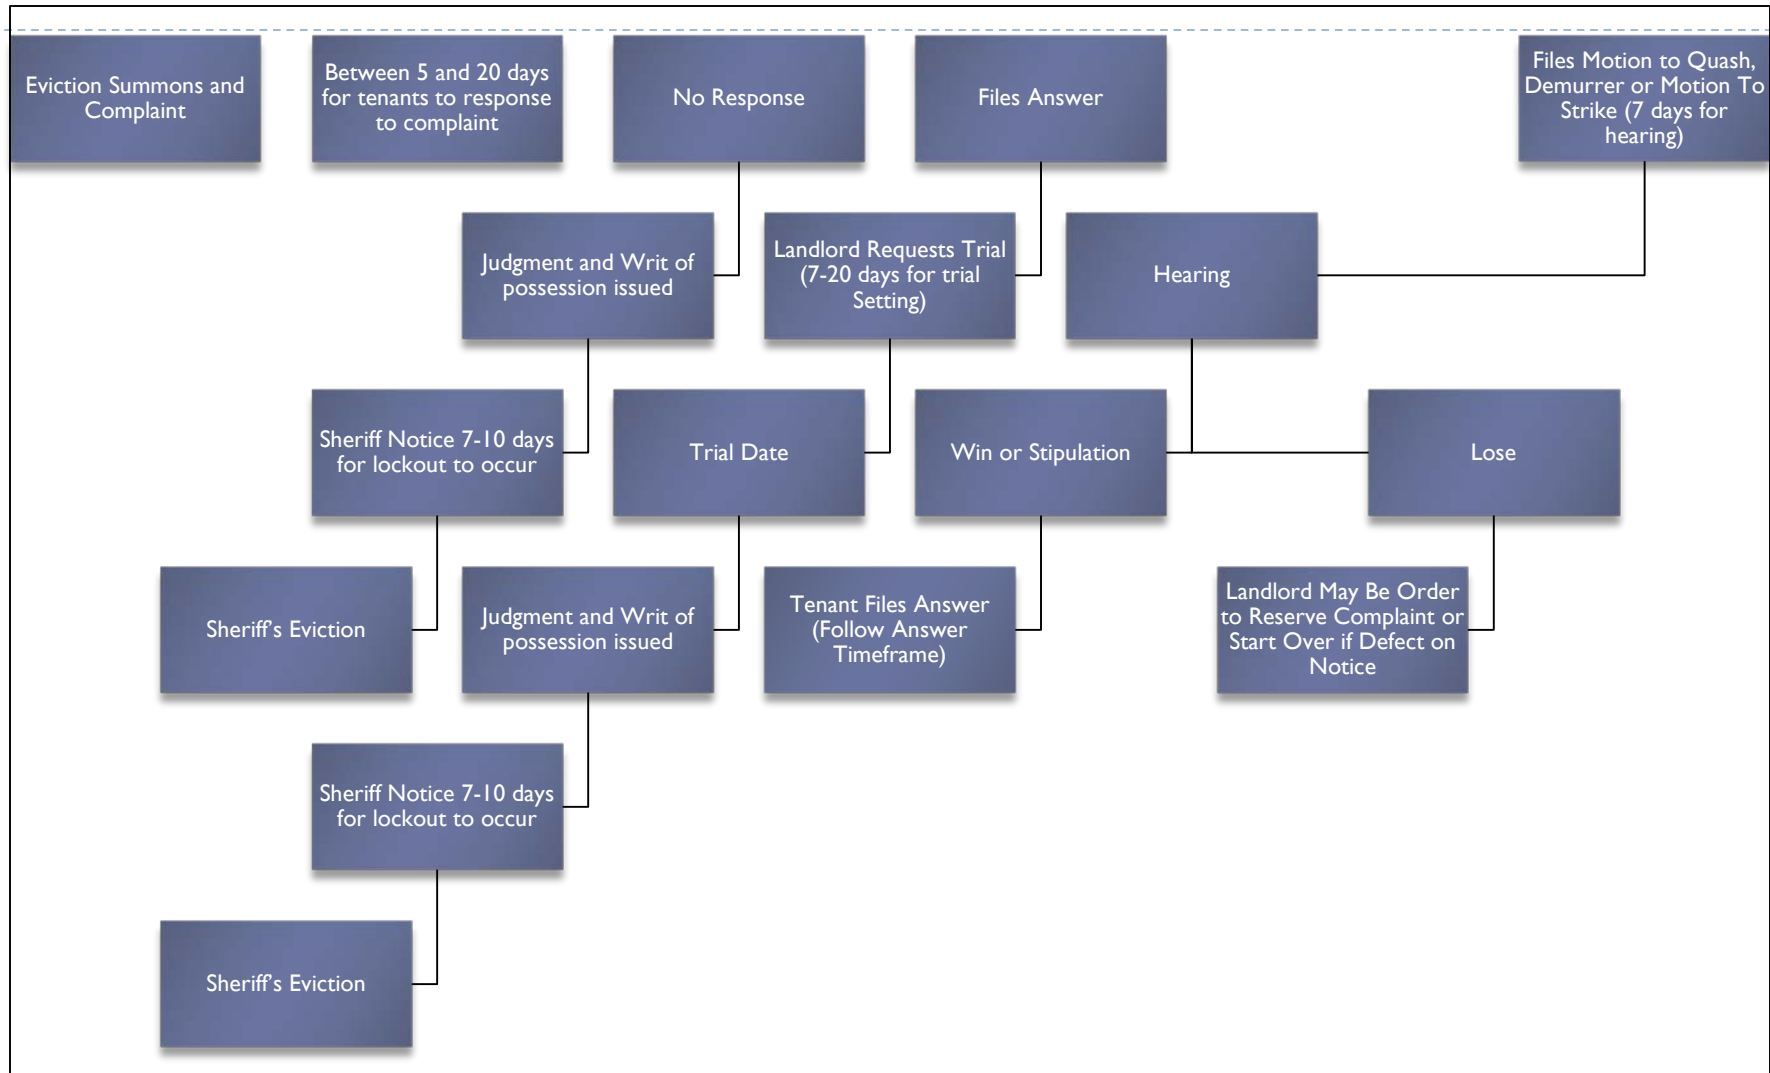 Eviction Summons and
Complaint
Between 5 and 20 days
for tenants to response
to complaint
No Response
Files Answer
Files Motion to Quash,
Demurrer or Motion To
Strike (7 days for
hearing)
Judgment and Writ of
possession issued
Landlord Requests Trial
(7-20 days for trial
Setting)
Hearing
Sheriff Notice 7-10 days
for lockout to occur
Trial Date
Win or Stipulation
Lose
Sheriff's Eviction
Judgment and Writ of
possession issued
Tenant Files Answer
(Follow Answer
Timeframe)
Landlord May Be Order
to Reserve Complaint or
Start Over if Defect on
Notice
Sheriff Notice 7-10 days
for lockout to occur
Sheriff's Eviction